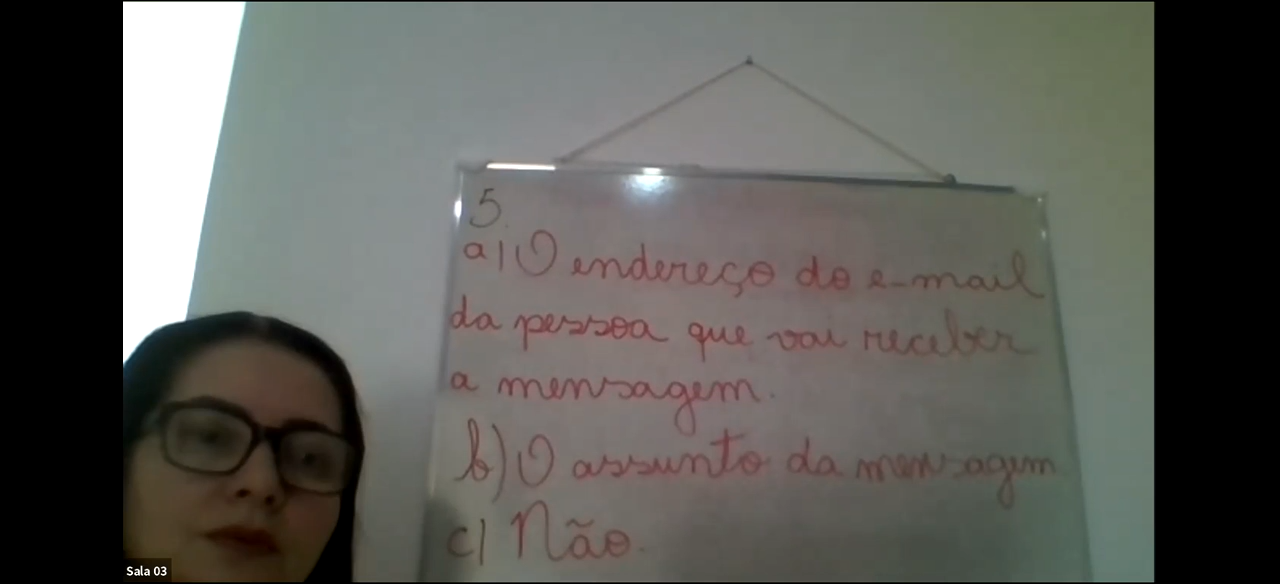 5.
a) O endereço do e-mail
da pessoa que vai receber
a mensagem.
b) O assunto da mensagem
c) Não.
Sala 03